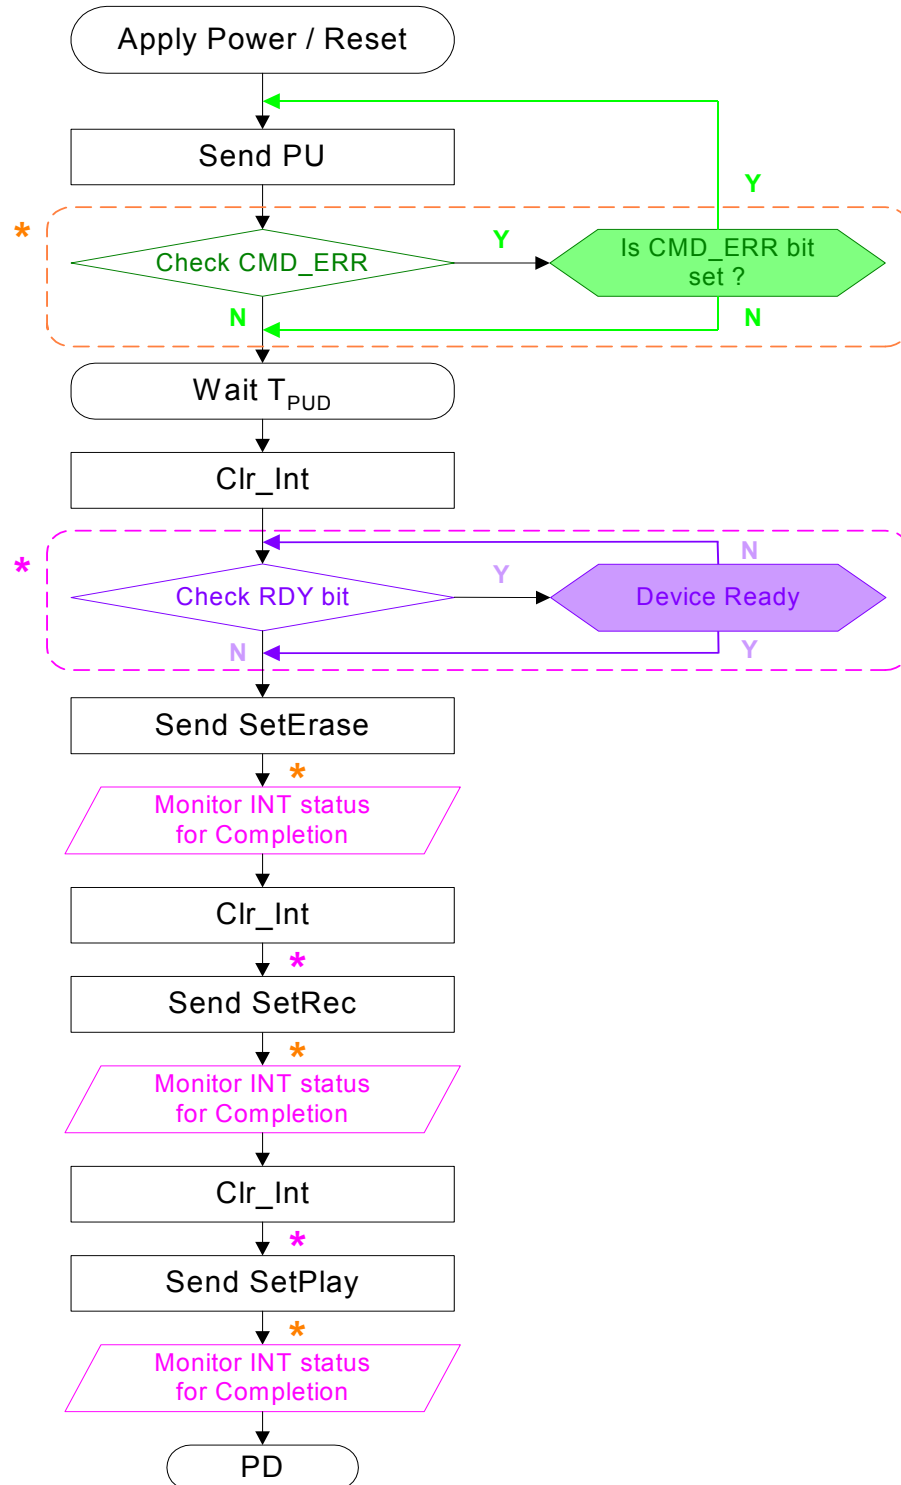 Apply Power / Reset
Send PU
Y
*
Check CMD_ERR
Y
Is CMD_ERR bit
set ?
N
N
Wait T_PUD
Clr_Int
*
N
Check RDY bit
Y
Device Ready
N
Y
Send SetErase
*
Monitor INT status
for Completion
Clr_Int
*
Send SetRec
*
Monitor INT status
for Completion
Clr_Int
*
Send SetPlay
*
Monitor INT status
for Completion
PD